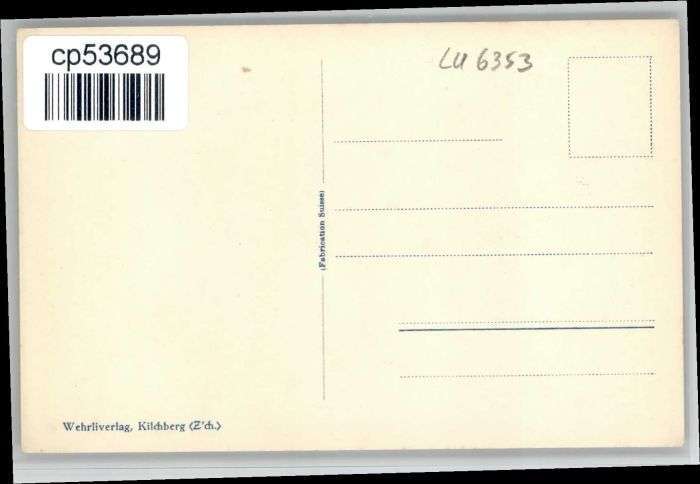 cp53689
LU 6353
(Fabrication Suisse)
Wehrliverlag, Kilchberg (Z'ch.)